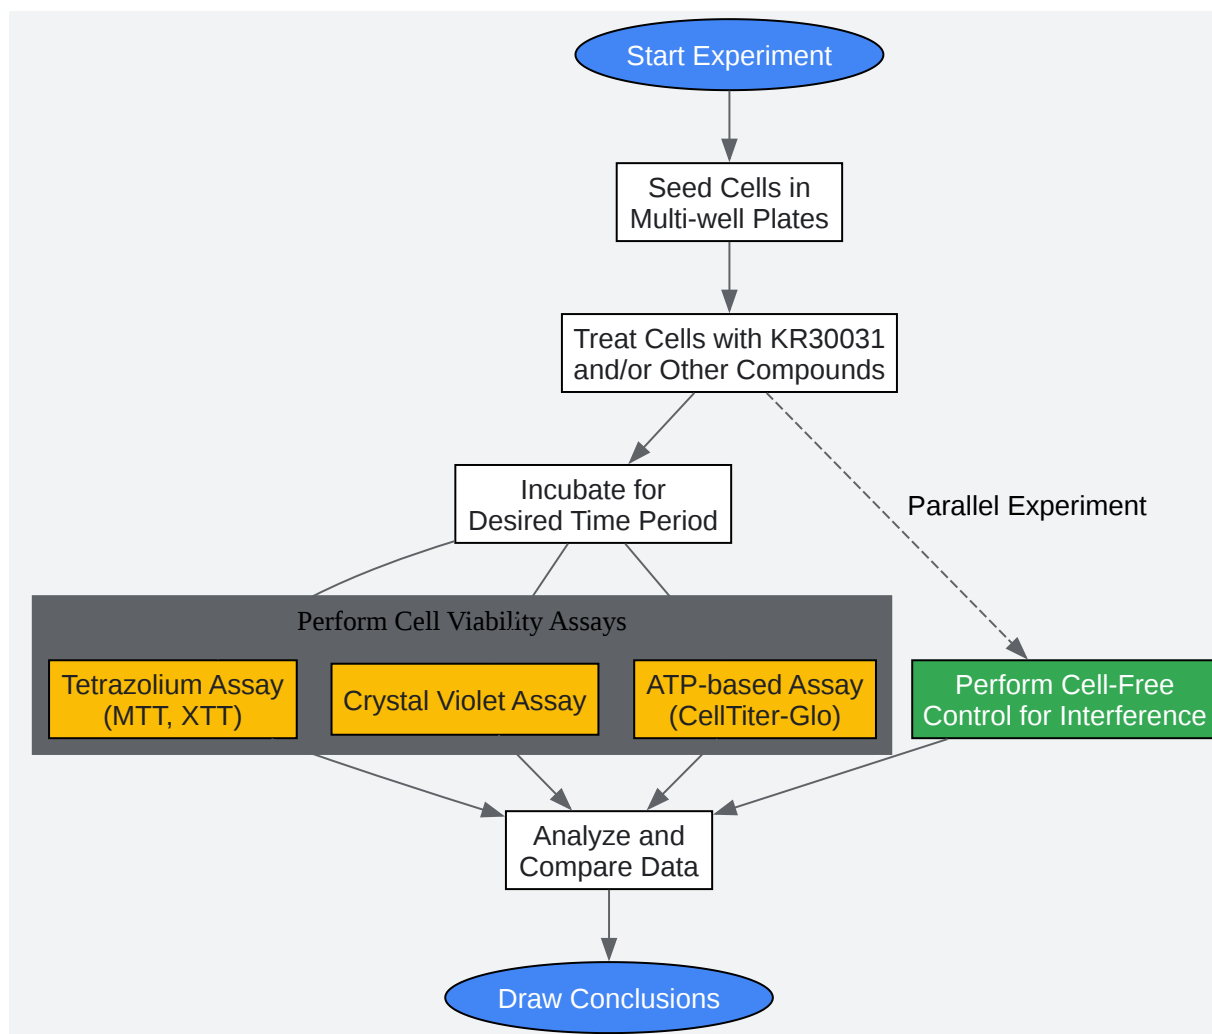 Start Experiment
Seed Cells in
Multi-well Plates
Treat Cells with KR30031
and/or Other Compounds
Incubate for
Desired Time Period
Parallel Experiment
Perform Cell Viability Assays
Tetrazolium Assay
(MTT, XTT)
Crystal Violet Assay
ATP-based Assay
(CellTiter-Glo)
Perform Cell-Free
Control for Interference
Analyze and
Compare Data
Draw Conclusions